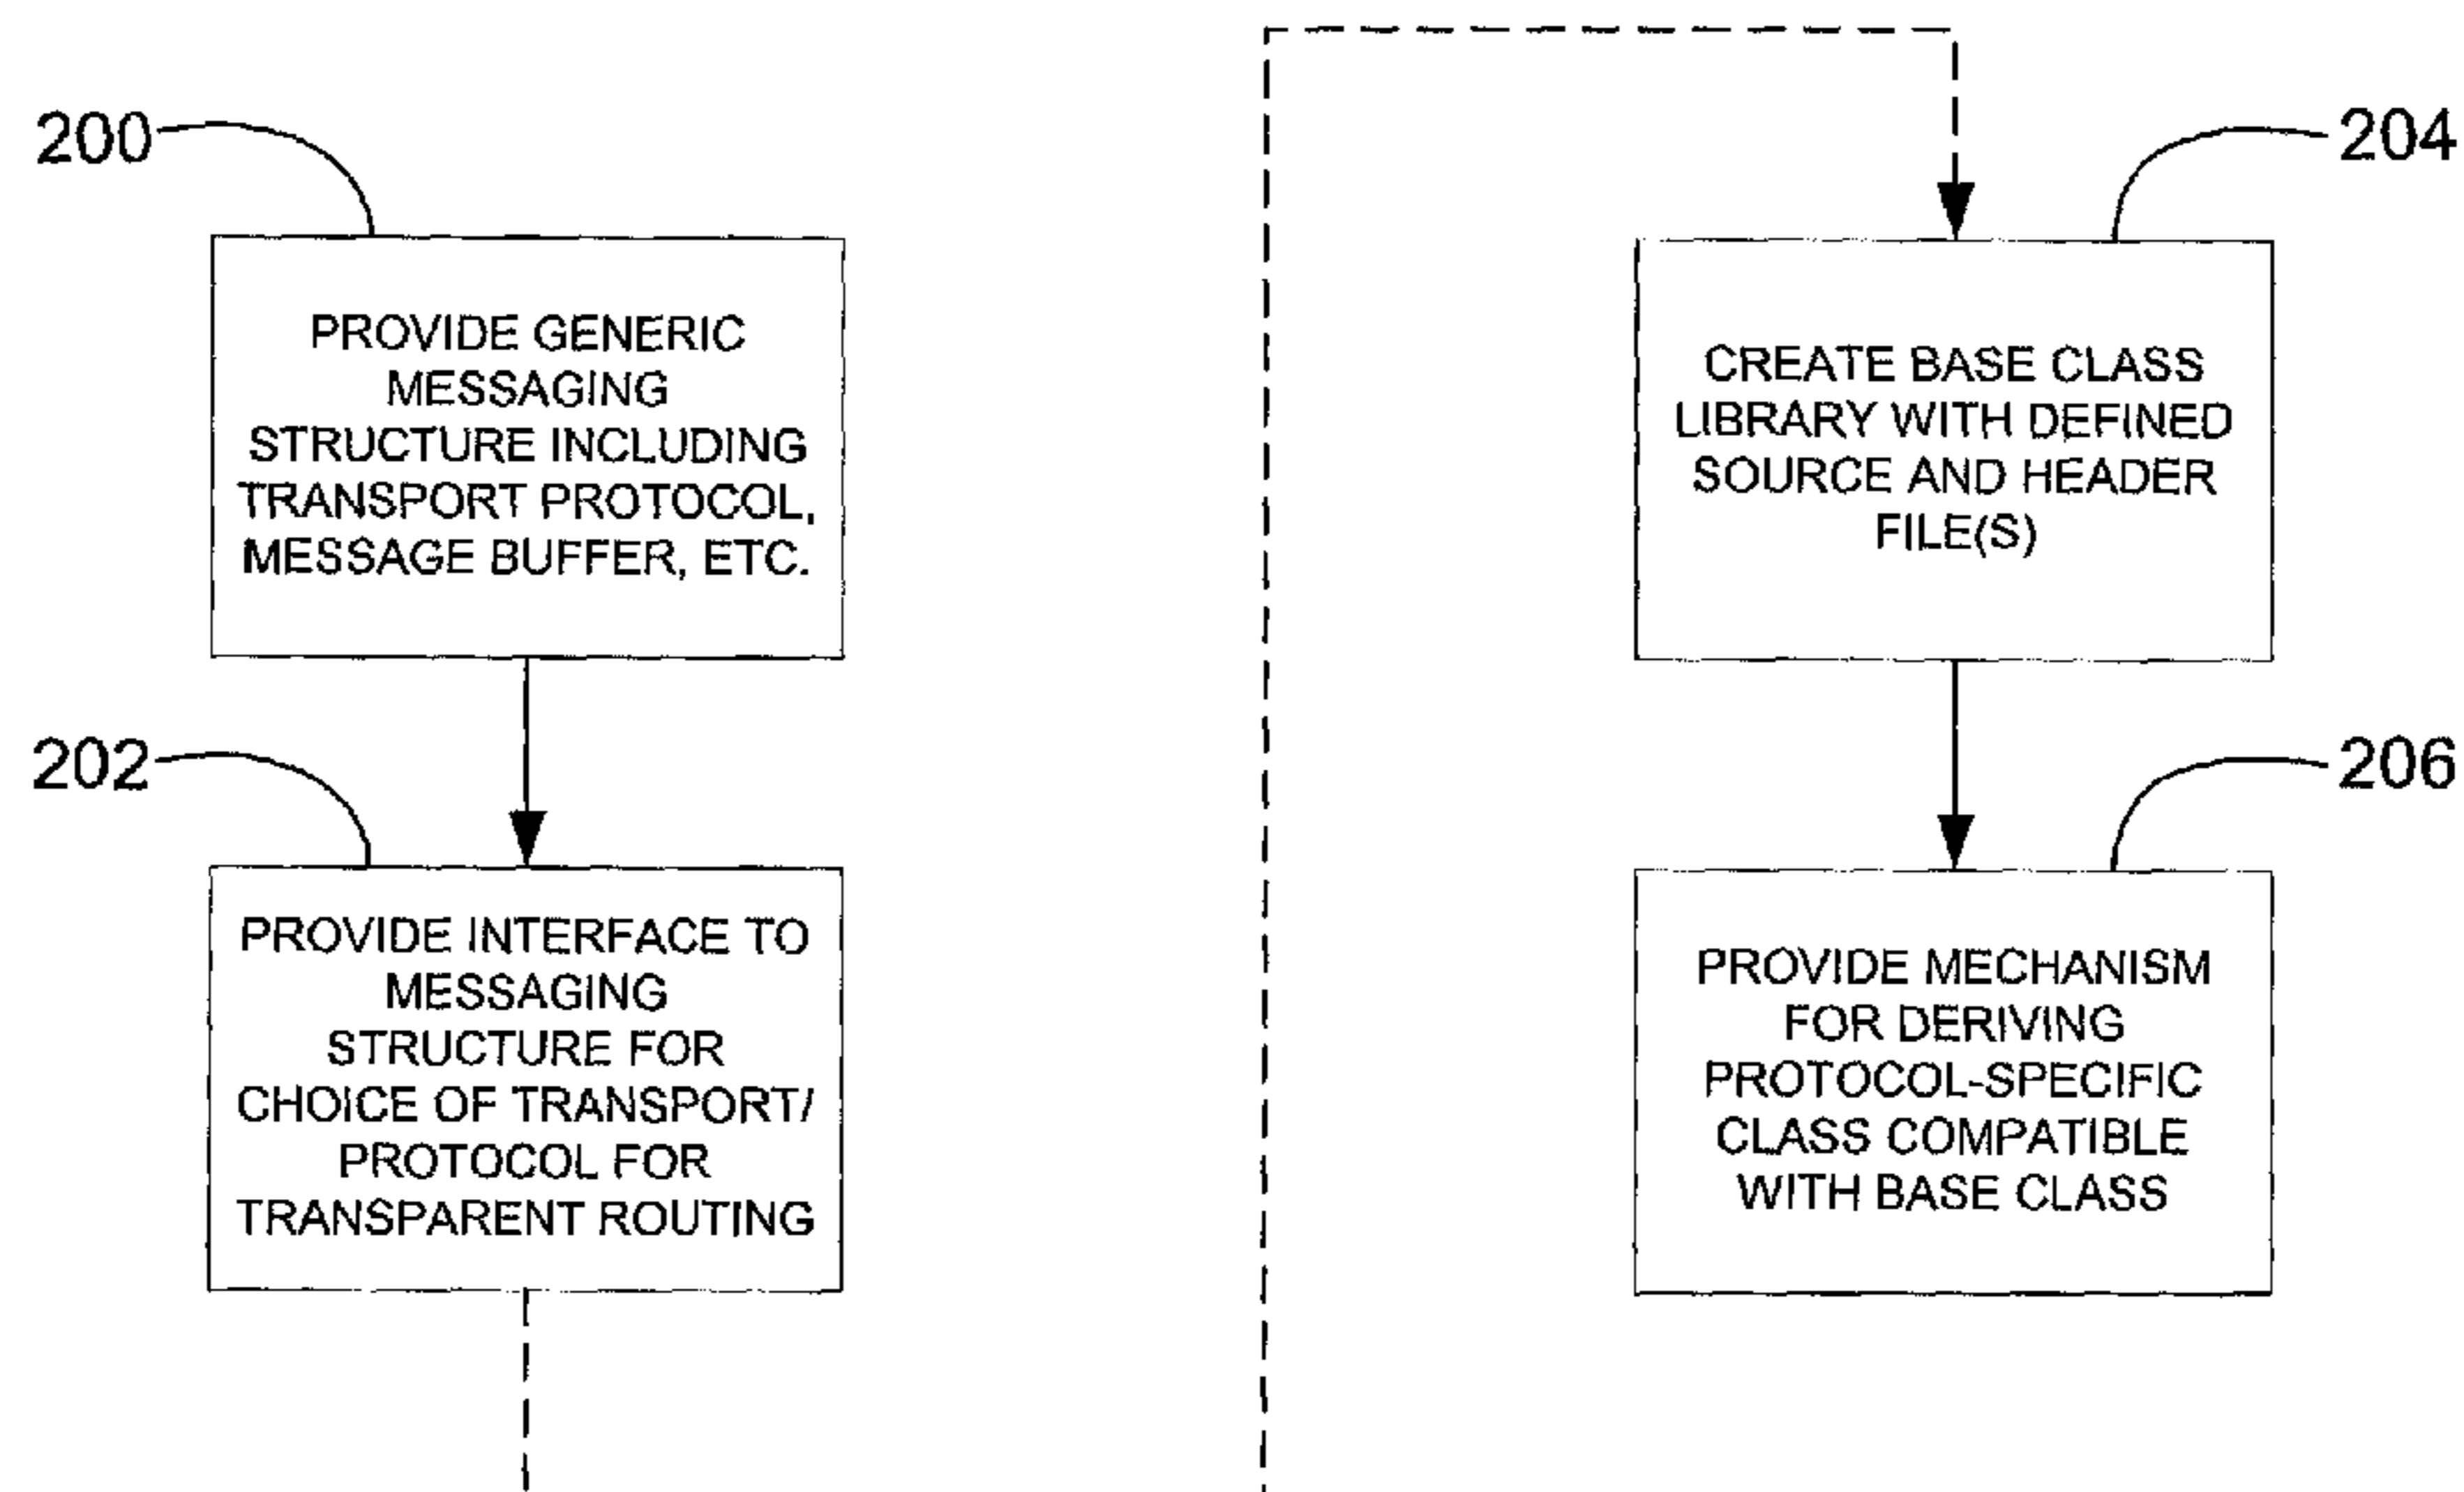 200
PROVIDE GENERIC
MESSAGING
STRUCTURE INCLUDING
TRANSPORT PROTOCOL,
MESSAGE BUFFER, ETC.
202
PROVIDE INTERFACE TO
MESSAGING
STRUCTURE FOR
CHOICE OF TRANSPORT/
PROTOCOL FOR
TRANSPARENT ROUTING
204
CREATE BASE CLASS
LIBRARY WITH DEFINED
SOURCE AND HEADER
FILE(S)
206
PROVIDE MECHANISM
FOR DERIVING
PROTOCOL-SPECIFIC
CLASS COMPATIBLE
WITH BASE CLASS